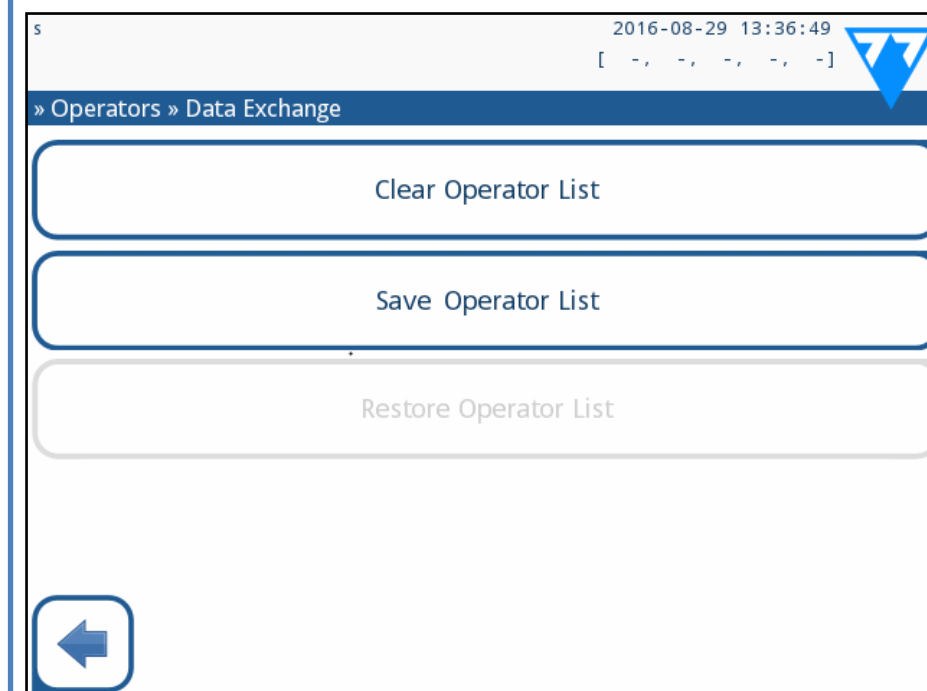 s
2016-08-29 13:36:49
[ -, -, -, -, -]
» Operators » Data Exchange
Clear Operator List
Save Operator List
Restore Operator List